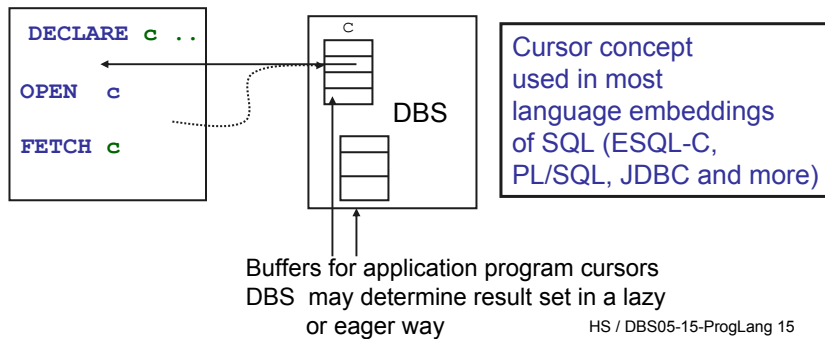 DECLARE c ..
OPEN c
FETCH c
c
DBS
Cursor concept
used in most
language embeddings
of SQL (ESQL-C,
PL/SQL, JDBC and more)
Buffers for application program cursors
DBS may determine result set in a lazy
or eager way
HS / DBS05-15-ProgLang 15